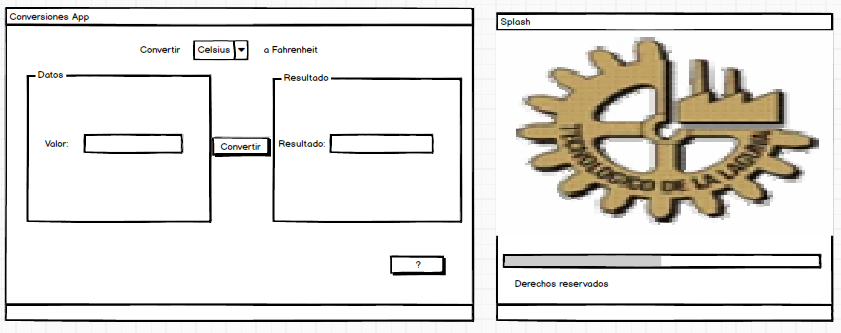 Conversiones App
Convertir Celsius a Fahrenheit
Datos
Valor:
Convertir
Resultado
Resultado:
?
Splash
TECNOLOGICO DE LA LAGUNA
Derechos reservados